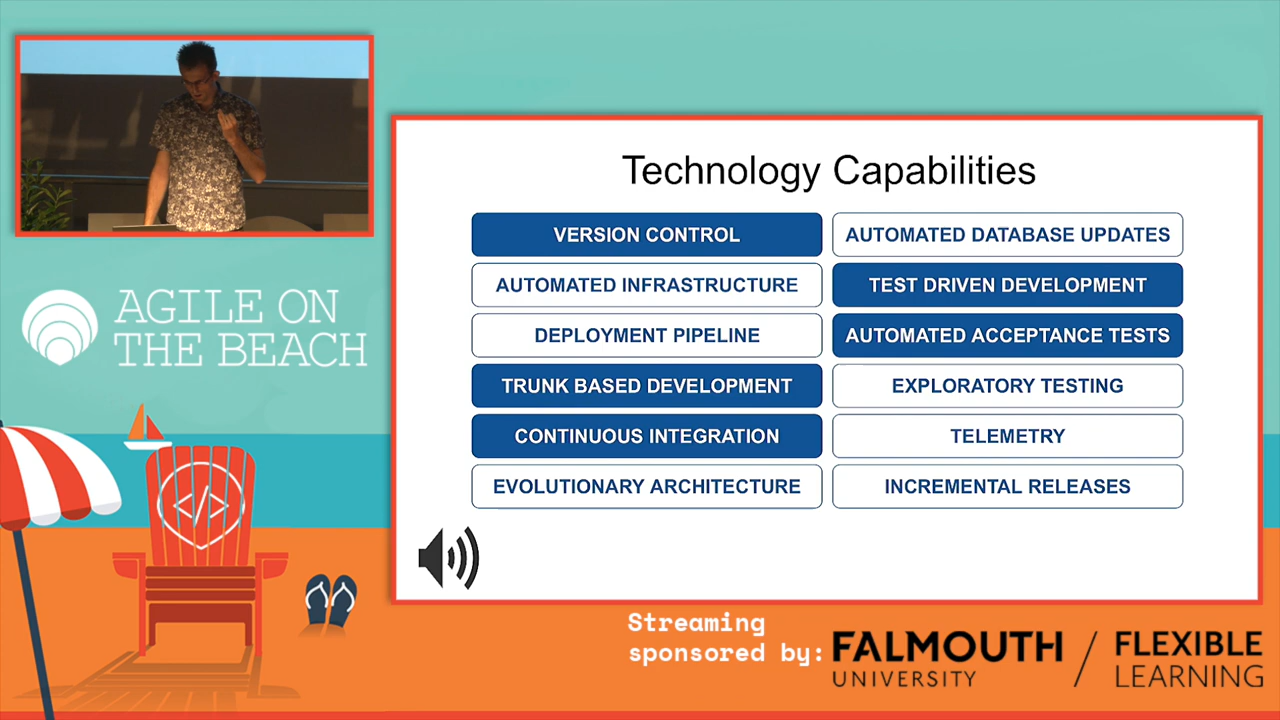 Technology Capabilities
VERSION CONTROL
AUTOMATED DATABASE UPDATES
AUTOMATED INFRASTRUCTURE
TEST DRIVEN DEVELOPMENT
DEPLOYMENT PIPELINE
AUTOMATED ACCEPTANCE TESTS
TRUNK BASED DEVELOPMENT
EXPLORATORY TESTING
CONTINUOUS INTEGRATION
TELEMETRY
EVOLUTIONARY ARCHITECTURE
INCREMENTAL RELEASES
AGILE ON
THE BEACH
</>
Streaming
sponsored by:
FALMOUTH
UNIVERSITY
/
FLEXIBLE
LEARNING